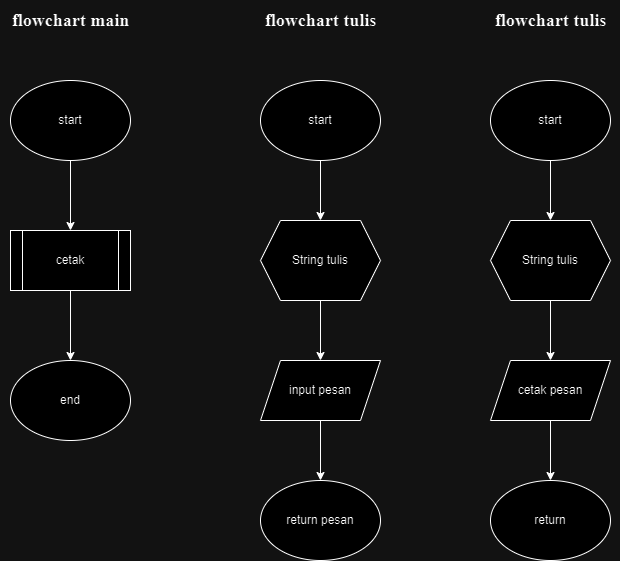 flowchart main
start
cetak
end
flowchart tulis
start
String tulis
input pesan
return pesan
flowchart tulis
start
String tulis
cetak pesan
return